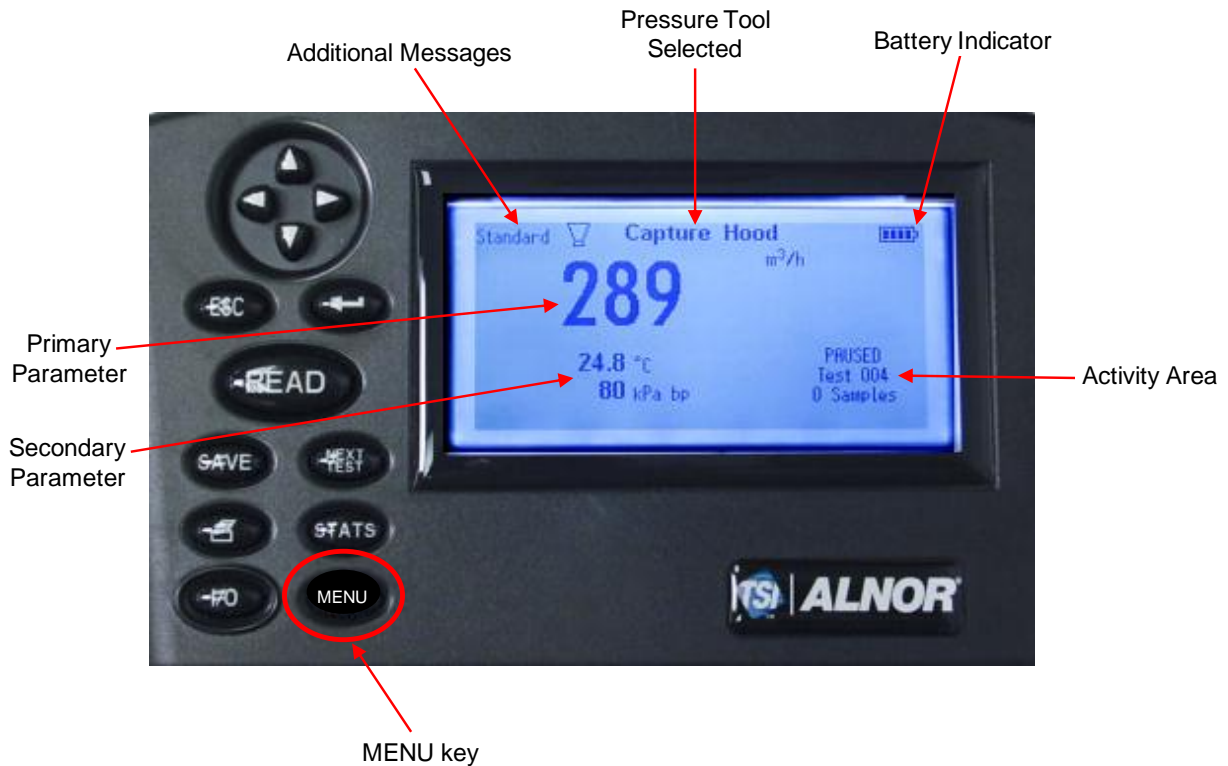 Pressure Tool
Selected
Additional Messages
Battery Indicator
Standard
Capture Hood
m³/h
289
24.8 °C
80 kPa bp
PAUSED
Test 004
0 Samples
Primary
Parameter
Activity Area
Secondary
Parameter
ESC
READ
SAVE
NEXT
TEST
STATS
I/O
MENU
TSI
ALNOR
MENU key